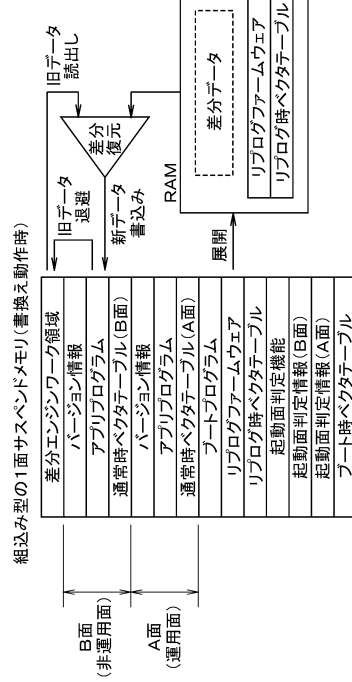 組込み型の1面サスペンドメモリ(書換え動作時)
差分エンジンワーク領域
バージョン情報
アプリプログラム
通常時ベクタテーブル(B面)
バージョン情報
アプリプログラム
通常時ベクタテーブル(A面)
ブートプログラム
リプログファームウェア
リプログ時ベクタテーブル
起動面判定機能
起動面判定情報(B面)
起動面判定情報(A面)
ブート時ベクタテーブル
B面
(非運用面)
A面
(運用面)
旧データ
退避
旧データ
読出し
差分
復元
新データ
書込み
展開
RAM
差分データ
リプログファームウェア
リプログ時ベクタテーブル